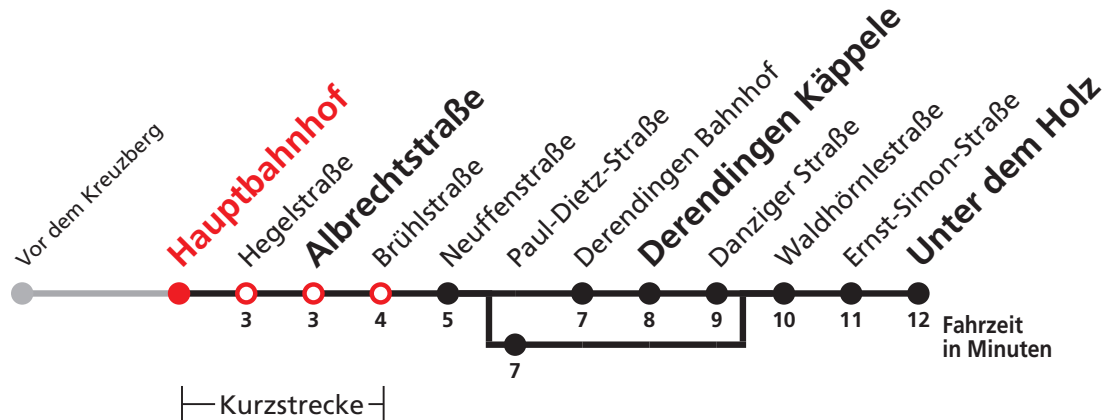 Vor dem Kreuzberg
Hauptbahnhof
Hegelstraße
Albrechtstraße
Brühlstraße
Neuffenstraße
Paul-Dietz-Straße
Derendingen Bahnhof
Derendingen Käppele
Danziger Straße
Waldhörnlestraße
Ernst-Simon-Straße
Unter dem Holz
3 3 4 5 7 8 9 10 11 12
Fahrzeit
in Minuten
7
Kurzstrecke